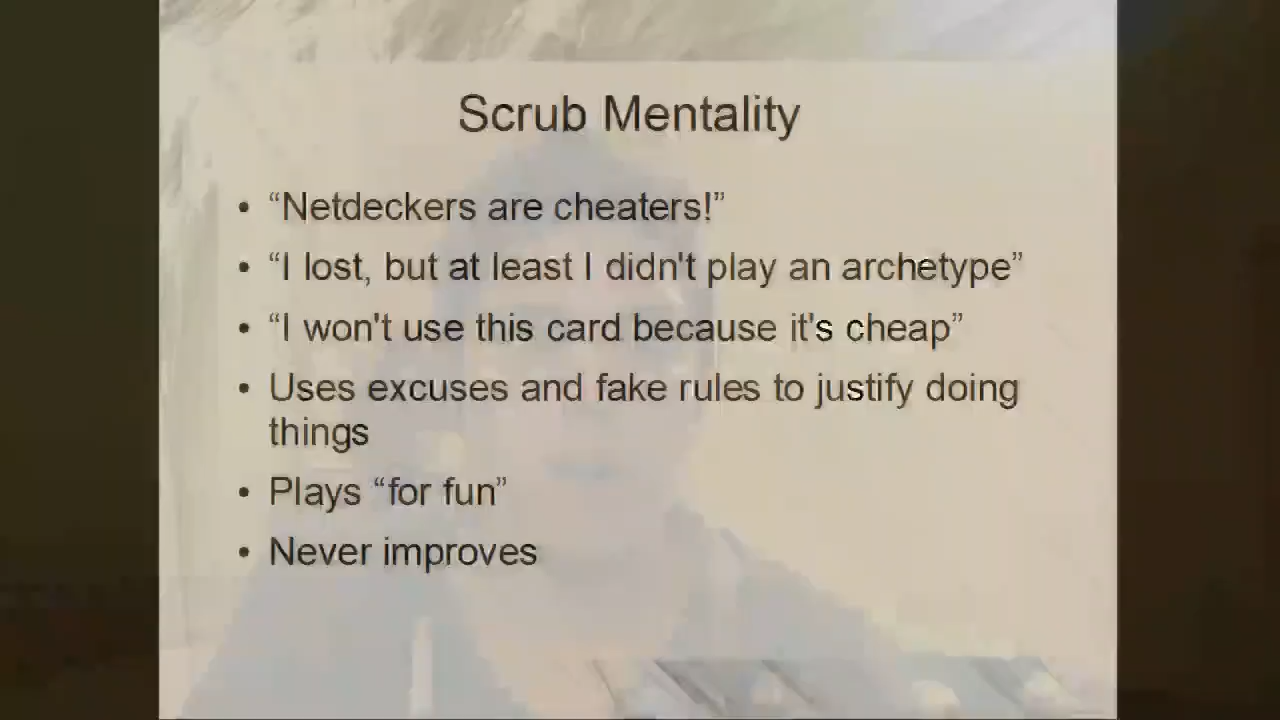 Scrub Mentality
• “Netdeckers are cheaters!”
• “I lost, but at least I didn't play an archetype”
• “I won't use this card because it's cheap”
• Uses excuses and fake rules to justify doing
things
• Plays “for fun”
• Never improves